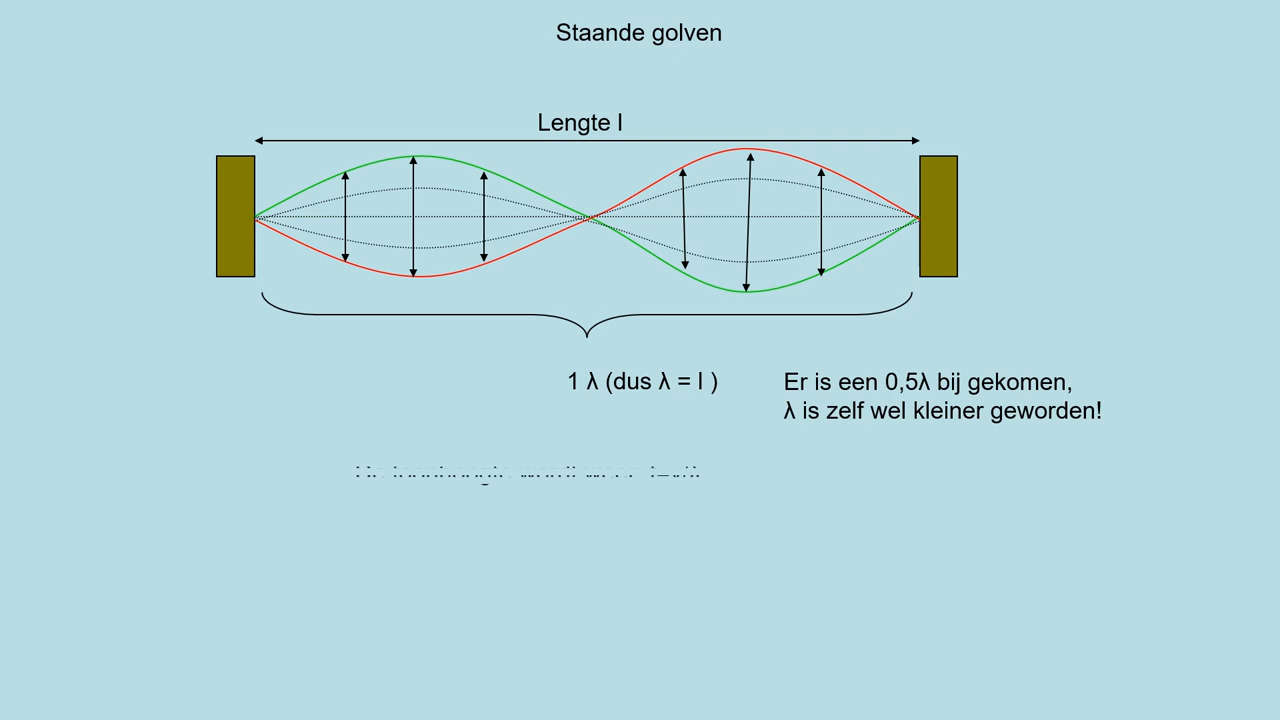 Staande golven
Lengte l
1 λ (dus λ = l )
Er is een 0,5λ bij gekomen,
λ is zelf wel kleiner geworden!